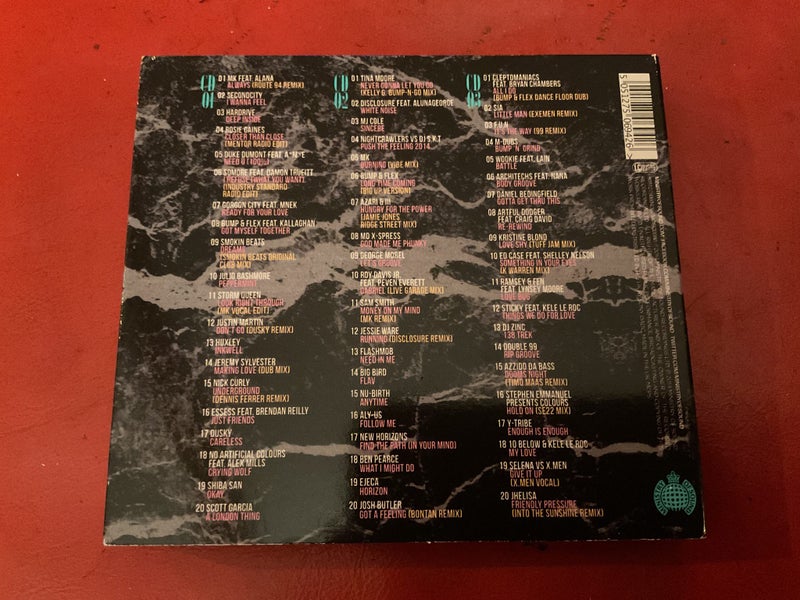 CD 01
01 MK FEAT. ALANA
ALWAYS (ROUTE 94 REMIX)
02 SECONDCITY
I WANNA FEEL
03 HARDRIVE
DEEP INSIDE
04 ROSIE GAINES
CLOSER THAN CLOSE
(MENTOR RADIO EDIT)
05 DUKE DUMONT FEAT. A*M*E
NEED U (100%)
06 SOMORE FEAT. DAMON TRUEITT
I REFUSE (WHAT YOU WANT)
(INDUSTRY STANDARD
RADIO EDIT)
07 GORGON CITY FEAT. MNEK
READY FOR YOUR LOVE
08 BUMP & FLEX FEAT. KALLAGHAN
GOT MYSELF TOGETHER
09 SMOKIN BEATS
DREAMS
(SMOKIN BEATS ORIGINAL
CLUB MIX)
10 JULIO BASHMORE
PEPPERMINT
11 STORM QUEEN
LOOK RIGHT THROUGH
(MK VOCAL EDIT)
12 JUSTIN MARTIN
DON'T GO (DUSKY REMIX)
13 HUXLEY
INKWELL
14 JEREMY SYLVESTER
MAKING LOVE (DUB MIX)
15 NICK CURLY
UNDERGROUND
(DENNIS FERRER REMIX)
16 ESSESS FEAT. BRENDAN REILLY
JUST FRIENDS
17 DUSKY
CARELESS
18 NO ARTIFICIAL COLOURS
FEAT. ALEX MILLS
CRYING WOLF
19 SHIBA SAN
OKAY
20 SCOTT GARCIA
A LONDON THING
CD 02
01 TINA MOORE
NEVER GONNA LET YOU GO
(KELLY G. BUMP-N-GO MIX)
02 DISCLOSURE FEAT. ALUNAGEORGE
WHITE NOISE
03 MJ COLE
SINCERE
04 NIGHTCRAWLERS VS DJ S.K.T
PUSH THE FEELING 2014
05 MK
BURNING (VIBE MIX)
06 BUMP & FLEX
LONG TIME COMING
(BIG UP VERSION)
07 AZARI & III
HUNGRY FOR THE POWER
(JAMIE JONES
RIDGE STREET MIX)
08 MD X-SPRESS
GOD MADE ME PHUNKY
09 GEORGE MOREL
LET'S GROOVE
10 ROY DAVIS JR.
FEAT. PEVEN EVERETT
GABRIEL (LIVE GARAGE MIX)
11 SAM SMITH
MONEY ON MY MIND
(MK REMIX)
12 JESSIE WARE
RUNNING (DISCLOSURE REMIX)
13 FLASHMOB
NEED IN ME
14 BIG BIRD
FLAV
15 NU-BIRTH
ANYTIME
16 ALY-US
FOLLOW ME
17 NEW HORIZONS
FIND THE PATH (IN YOUR MIND)
18 BEN PEARCE
WHAT I MIGHT DO
19 EJECA
HORIZON
20 JOSH BUTLER
GOT A FEELING (BONTAN REMIX)
CD 03
01 CLEPTOMANIACS
FEAT. BRYAN CHAMBERS
ALL I DO
(BUMP & FLEX DANCE FLOOR DUB)
02 SIA
LITTLE MAN (EXEMEN REMIX)
03 F.U.N
IT'S THE WAY (99 REMIX)
04 M-DUBS
BUMP 'N' GRIND
05 WOOKIE FEAT. LAIN
BATTLE
06 ARCHITECHS FEAT. NANA
BODY GROOVE
07 DANIEL BEDINGFIELD
GOTTA GET THRU THIS
08 ARTFUL DODGER
FEAT. CRAIG DAVID
RE-REWIND
09 KRISTINE BLOND
LOVE SHY (TUFF JAM MIX)
10 ED CASE FEAT. SHELLEY NELSON
SOMETHING IN YOUR EYES
(K WARREN MIX)
11 RAMSEY & FEN
FEAT. LYNSEY MOORE
LOVE BUG
12 STICKY FEAT. KELE LE ROC
THINGS WE DO FOR LOVE
13 DJ ZINC
138 TREK
14 DOUBLE 99
RIP GROOVE
15 AZZIDO DA BASS
DOOMS NIGHT
(TIMO MAAS REMIX)
16 STEPHEN EMMANUEL
PRESENTS COLOURS
HOLD ON (SE22 MIX)
17 Y-TRIBE
ENOUGH IS ENOUGH
18 10 BELOW & KELE LE ROC
MY LOVE
19 SELENA VS X.MEN
GIVE IT UP
(X.MEN VOCAL)
20 JHELISA
FRIENDLY PRESSURE
(INTO THE SUNSHINE REMIX)
MINISTRY OF SOUND